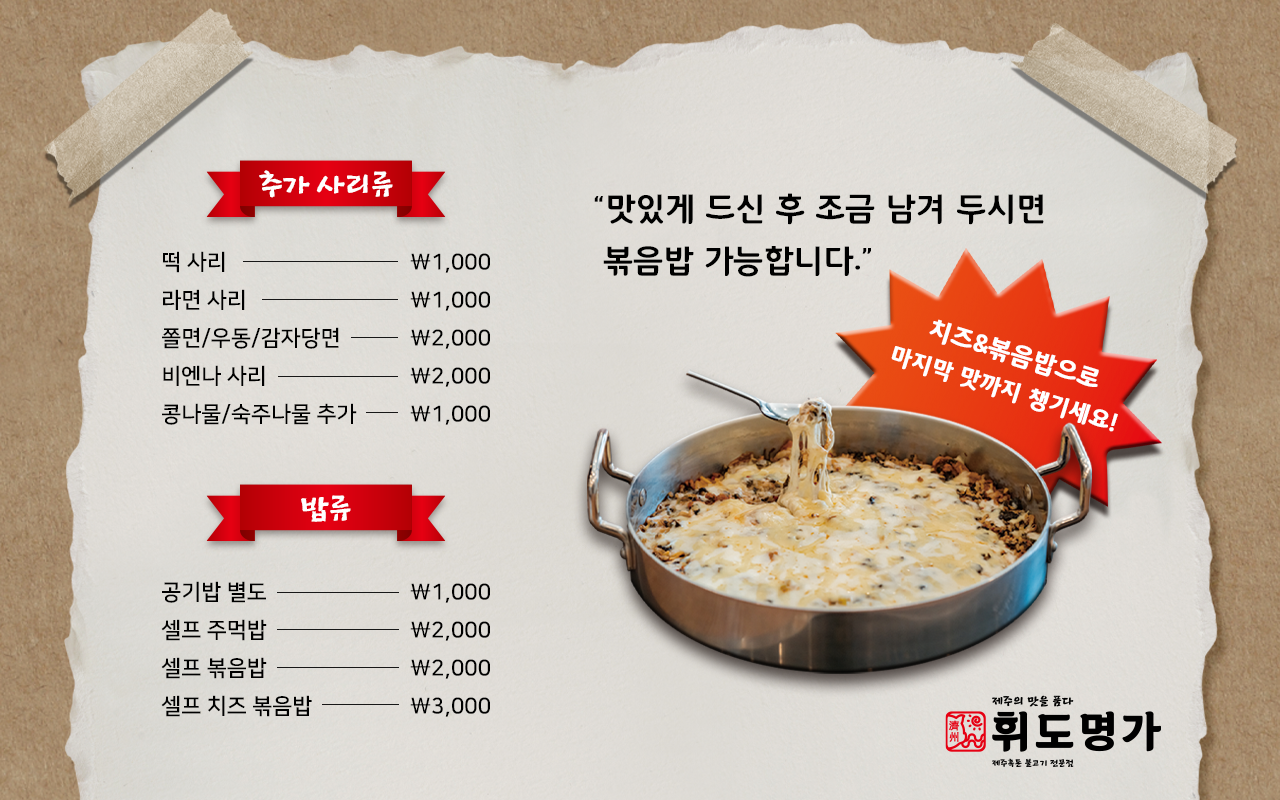 추가 사리류
떡 사리 ₩1,000
라면 사리 ₩1,000
쫄면/우동/감자당면 ₩2,000
비엔나 사리 ₩2,000
콩나물/숙주나물 추가 ₩1,000
밥류
공기밥 별도 ₩1,000
셀프 주먹밥 ₩2,000
셀프 볶음밥 ₩2,000
셀프 치즈 볶음밥 ₩3,000
“맛있게 드신 후 조금 남겨 두시면
볶음밥 가능합니다.”
치즈&볶음밥으로
마지막 맛까지 챙기세요!
제주의 맛을 품다
濟州
휘도명가
제주흑돈 불고기 전문점